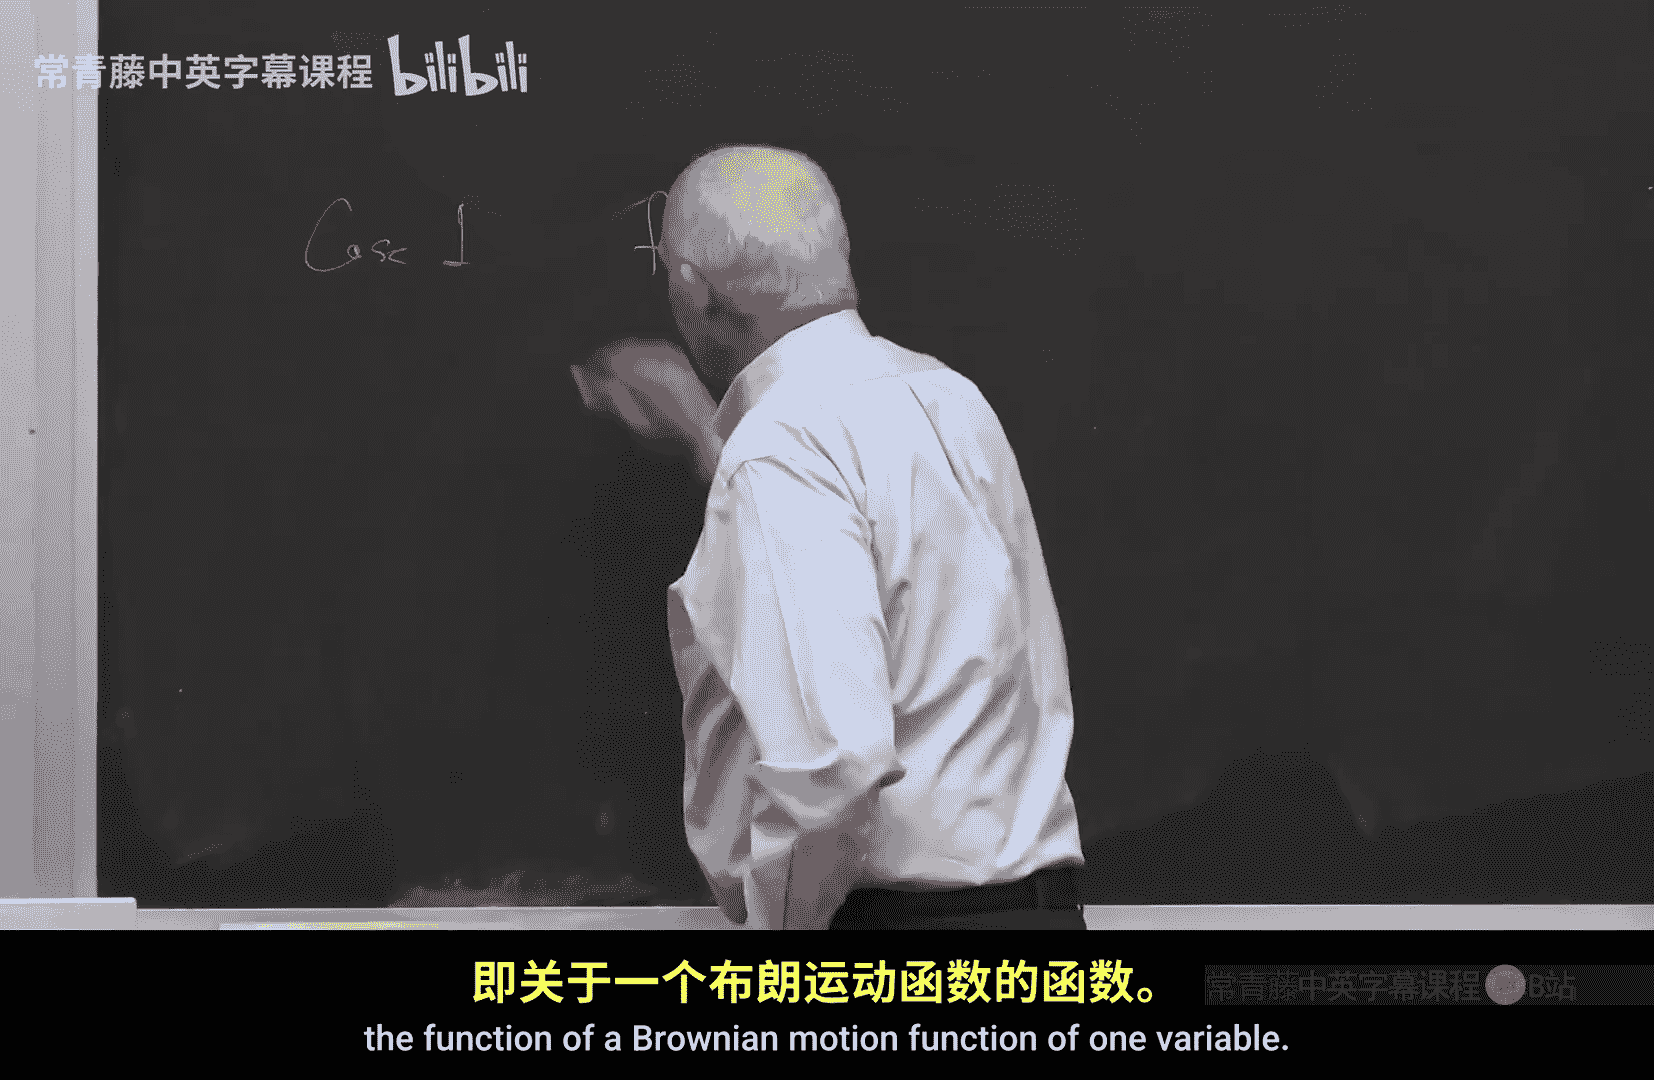 常青藤中英字幕课程 bilibili
Case 1 f
即关于一个布朗运动函数的函数。
常青藤中英字幕课程 B站
the function of a Brownian motion function of one variable.